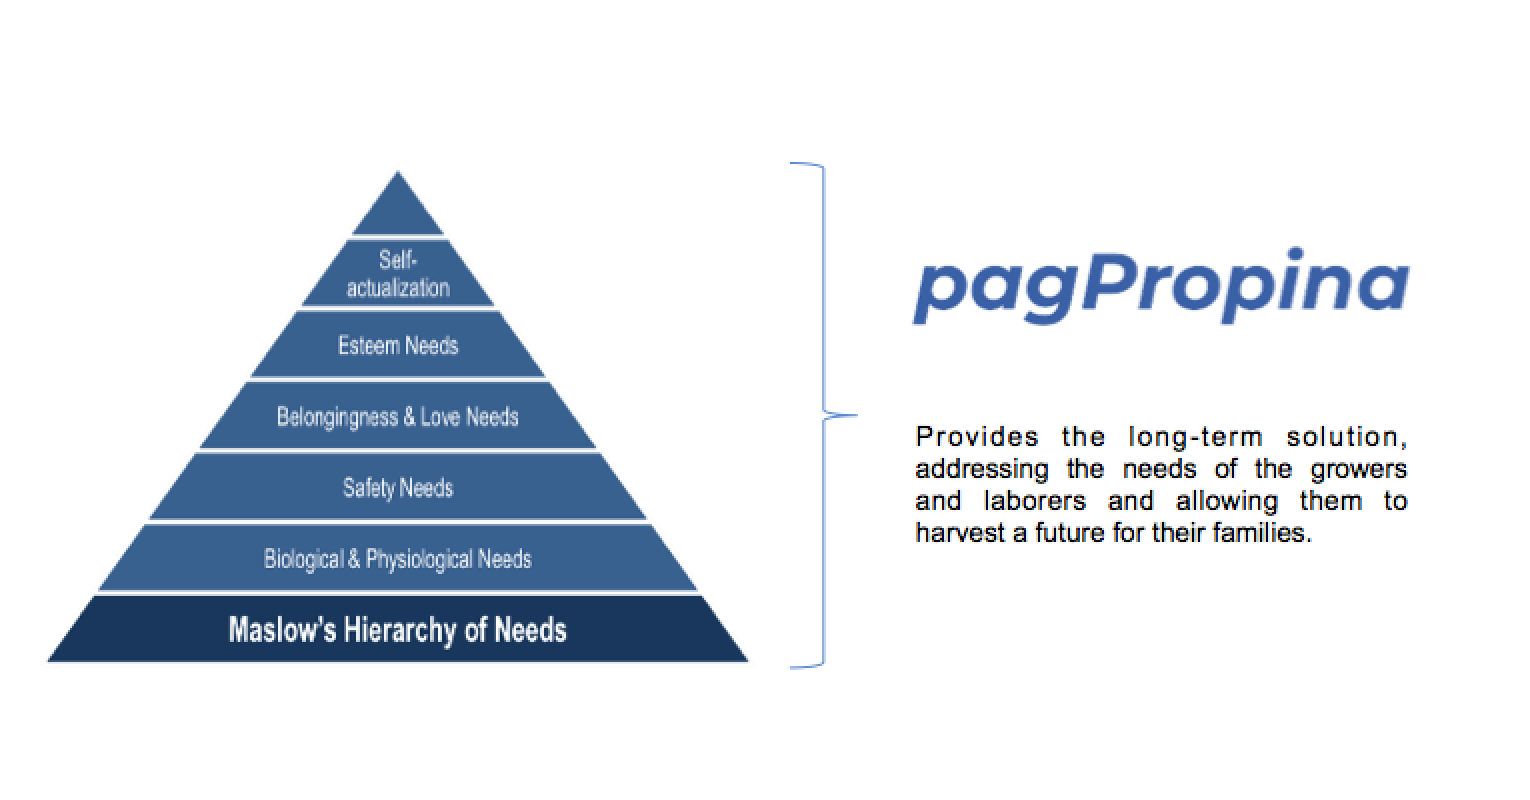 Self-
actualization
Esteem Needs
Belongingness & Love Needs
Safety Needs
Biological & Physiological Needs
Maslow's Hierarchy of Needs
pagPropina
Provides the long-term solution,
addressing the needs of the growers
and laborers and allowing them to
harvest a future for their families.